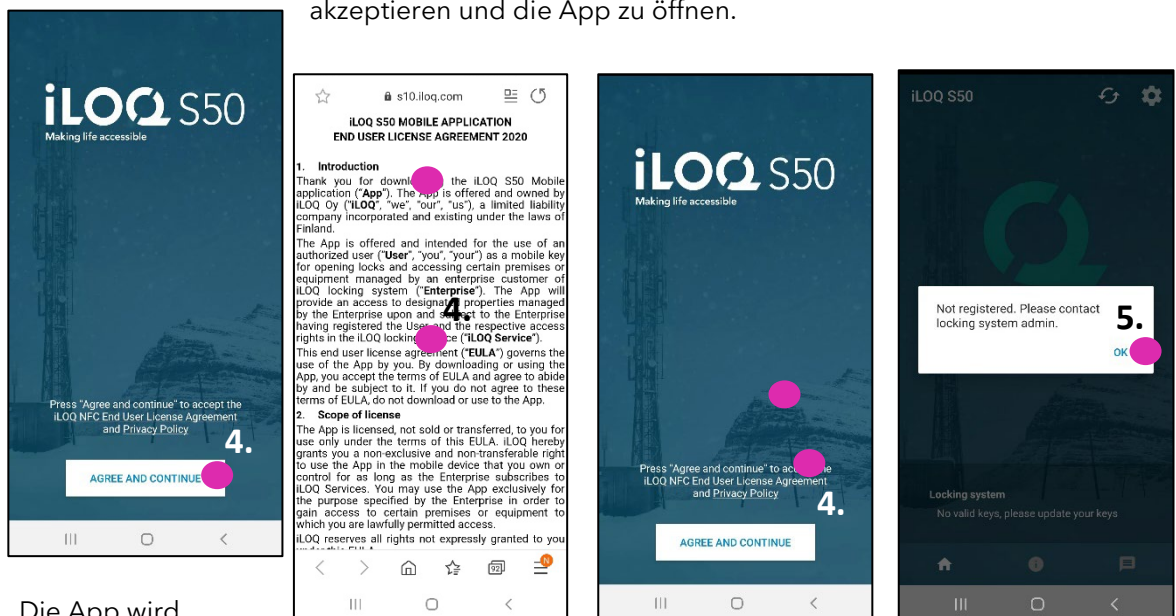 akzeptieren und die App zu öffnen.
iLOQ S50
Making life accessible
Press "Agree and continue" to accept the
iLOQ NFC End User License Agreement
and Privacy Policy
4.
AGREE AND CONTINUE
Die App wird
s10.iloq.com
iLOQ S50 MOBILE APPLICATION
END USER LICENSE AGREEMENT 2020
1. Introduction
Thank you for the iLOQ S50 Mobile
application ("App"). The App is offered and owned by
iLOQ Oy ("iLOQ", "we", "our", "us"), a limited liability
company incorporated and existing under the laws of
Finland.
The App is offered and intended for the use of an
authorized user ("User", "you", "your") as a mobile key
for opening locks and accessing certain premises or
equipment managed by an enterprise customer of
iLOQ locking system ("Enterprise"). The App will
provide an access to designated properties managed
by the Enterprise upon and subject to the Enterprise
having registered the User and the respective access
rights in the iLOQ locking ("iLOQ Service").
4.
This end user license agreement ("EULA") governs the
use of the App by you. By downloading or using the
App, you accept the terms of EULA and agree to abide
by and be subject to it. If you do not agree to these
terms of EULA, do not download or use to the App.
2. Scope of license
The App is licensed, not sold or transferred, to you for
use only under the terms of this EULA. iLOQ hereby
grants you a non-exclusive and non-transferable right
to use the App in the mobile device that you own or
control for as long as the Enterprise subscribes to
iLOQ Services. You may use the App exclusively for
the purpose specified by the Enterprise in order to
gain access to certain premises or equipment to
which you are lawfully permitted access.
iLOQ reserves all rights not expressly granted to you
92
N
iLOQ S50
Making life accessible
Press "Agree and continue" to
iLOQ NFC End User License Agreement
and Privacy Policy
4.
AGREE AND CONTINUE
iLOQ S50
Not registered. Please contact
locking system admin.
5.
OK
Locking system
No valid keys, please update your keys